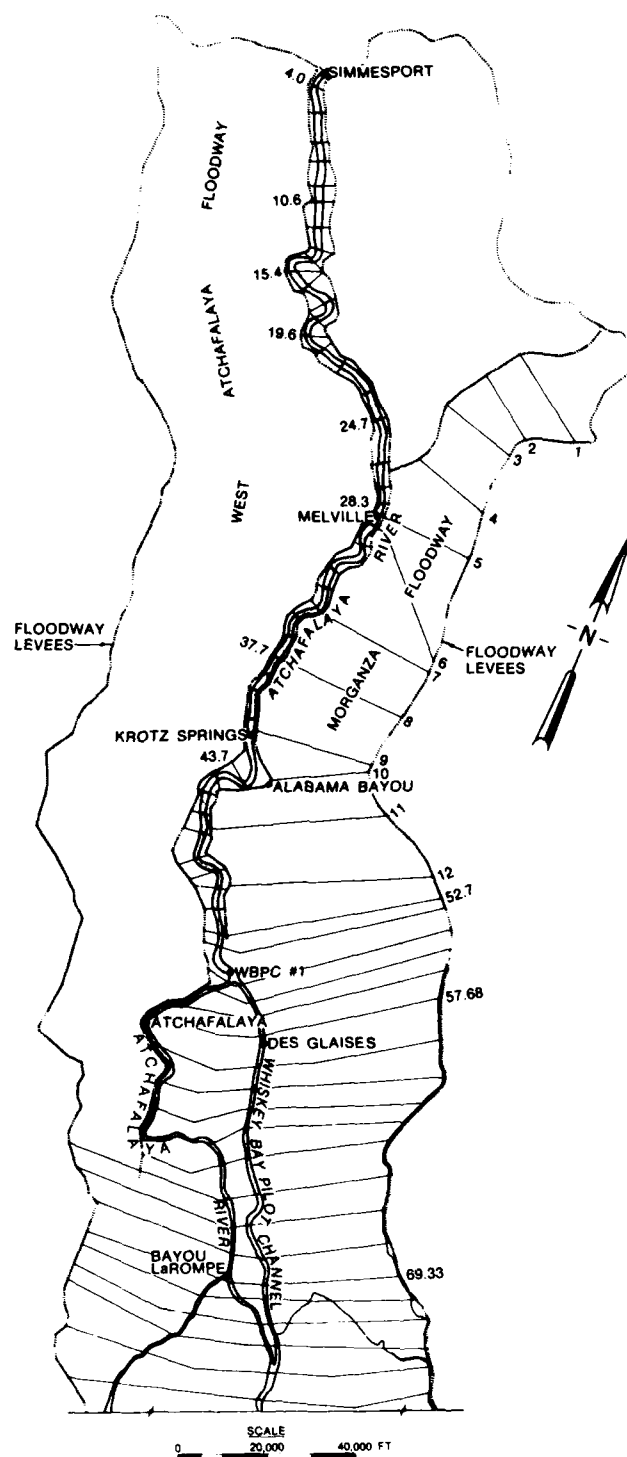 4.0
SIMMESPORT
FLOODWAY
10.6
15.4
ATCHAFALAYA
19.6
24.7
1
2
3
WEST
28.3
MELVILLE
4
RIVER
FLOODWAY
5
FLOODWAY
LEVEES
37.7
ATCHAFALAYA
-N-
6
FLOODWAY
LEVEES
7
MORGANZA
8
KROTZ SPRINGS
43.7
9
10
ALABAMA BAYOU
11
12
52.7
WBPC #1
57.68
ATCHAFALAYA
DES GLAISES
ATCHAFALAYA
WHISKEY BAY PILOT CHANNEL
RIVER
BAYOU
LaROMPE
69.33
SCALE
0 20,000 40,000 FT